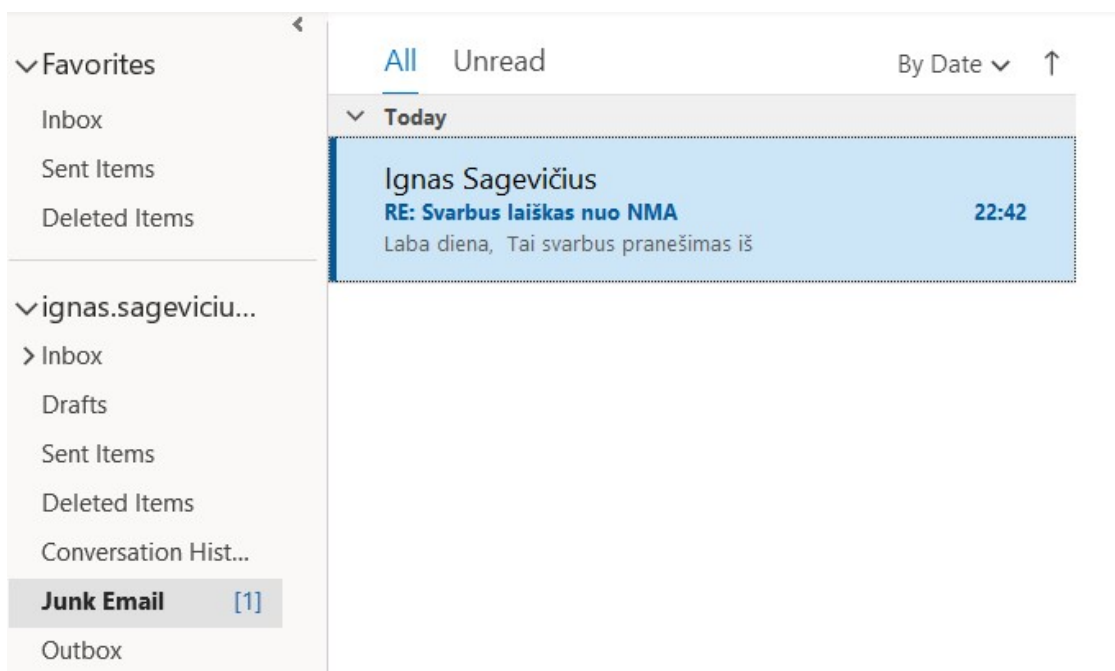 Favorites
Inbox
Sent Items
Deleted Items
ignas.sageviciu...
Inbox
Drafts
Sent Items
Deleted Items
Conversation Hist...
Junk Email [1]
Outbox
All Unread By Date
Today
Ignas Sagevičius
RE: Svarbus laiškas nuo NMA 22:42
Laba diena, Tai svarbus pranešimas iš